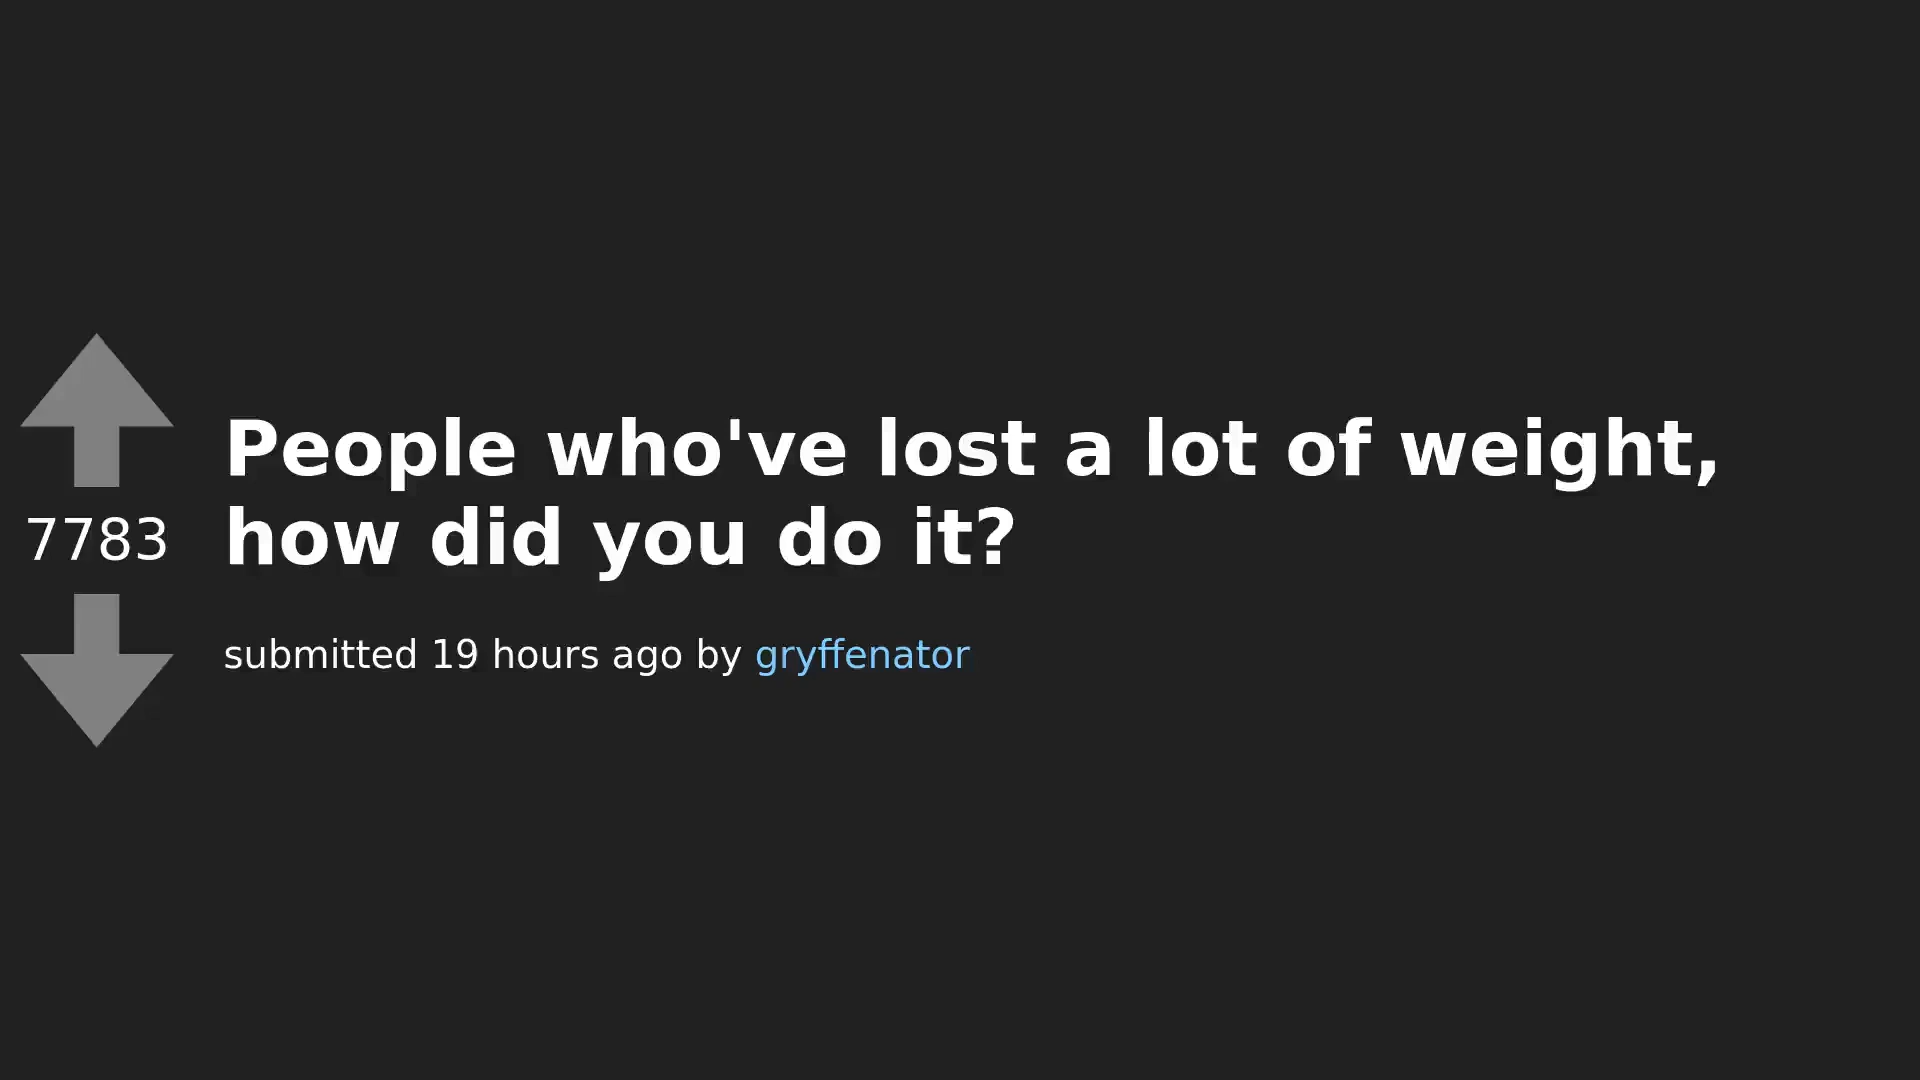 People who've lost a lot of weight,
7783
how did you do it?
submitted 19 hours ago by gryffenator